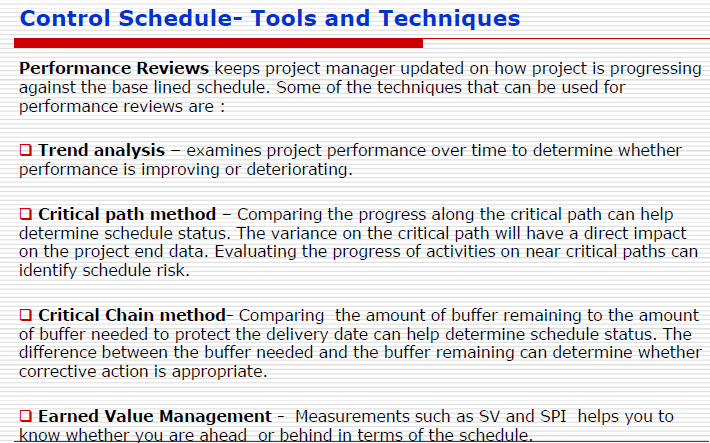 Control Schedule- Tools and Techniques
Performance Reviews keeps project manager updated on how project is progressing
against the base lined schedule. Some of the techniques that can be used for
performance reviews are :
❑ Trend analysis – examines project performance over time to determine whether
performance is improving or deteriorating.
❑ Critical path method – Comparing the progress along the critical path can help
determine schedule status. The variance on the critical path will have a direct impact
on the project end data. Evaluating the progress of activities on near critical paths can
identify schedule risk.
❑ Critical Chain method- Comparing the amount of buffer remaining to the amount
of buffer needed to protect the delivery date can help determine schedule status. The
difference between the buffer needed and the buffer remaining can determine whether
corrective action is appropriate.
❑ Earned Value Management - Measurements such as SV and SPI helps you to
know whether you are ahead or behind in terms of the schedule.